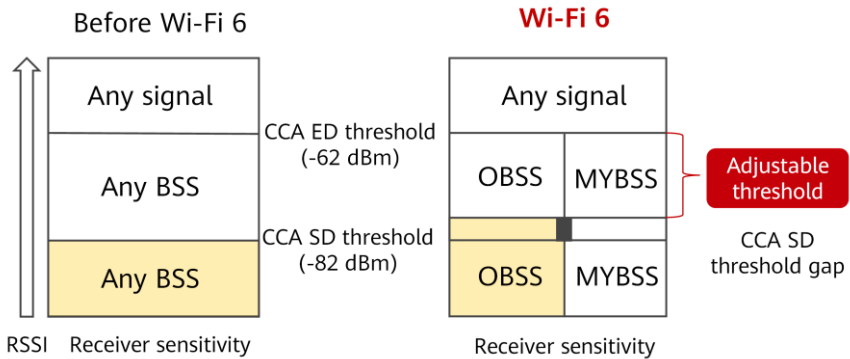 Before Wi-Fi 6
Wi-Fi 6
Any signal
Any signal
CCA ED threshold
(-62 dBm)
Any BSS
OBSS
MYBSS
Adjustable
threshold
CCA SD threshold
(-82 dBm)
CCA SD
threshold gap
Any BSS
OBSS
MYBSS
RSSI
Receiver sensitivity
Receiver sensitivity